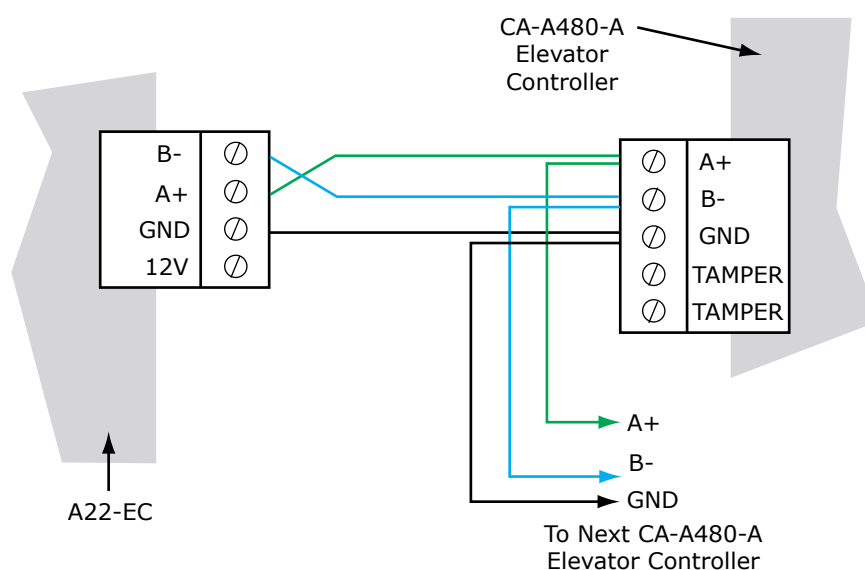 CA-A480-A
Elevator
Controller
B-
A+
GND
12V
A+
B-
GND
TAMPER
TAMPER
A22-EC
A+
B-
GND
To Next CA-A480-A
Elevator Controller